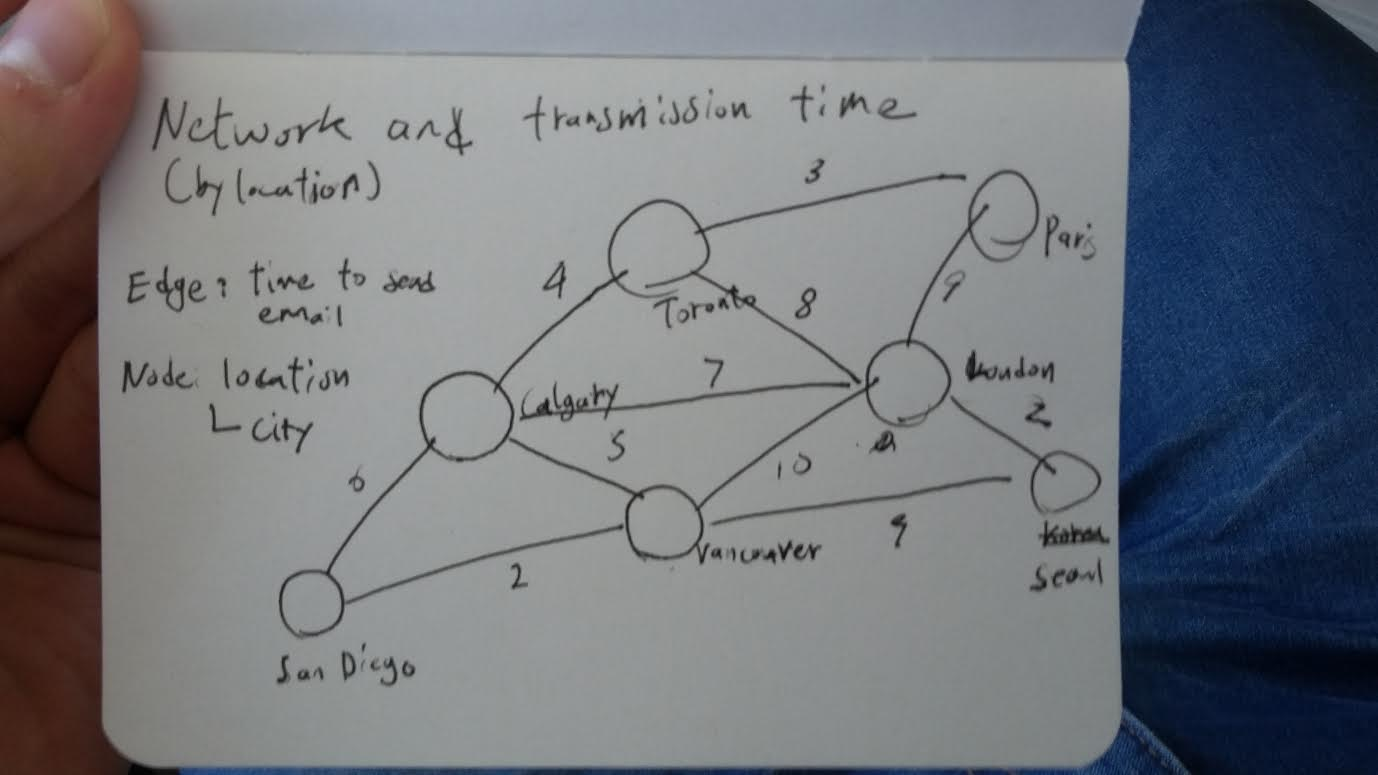 Network and transmission time
(by location)
3
Paris
Edge: time to send
email
4
Toronto
8
9
Node: location
└ City
Calgary
7
London
2
5
10
6
9
Vancouver
Seoul
2
San Diego